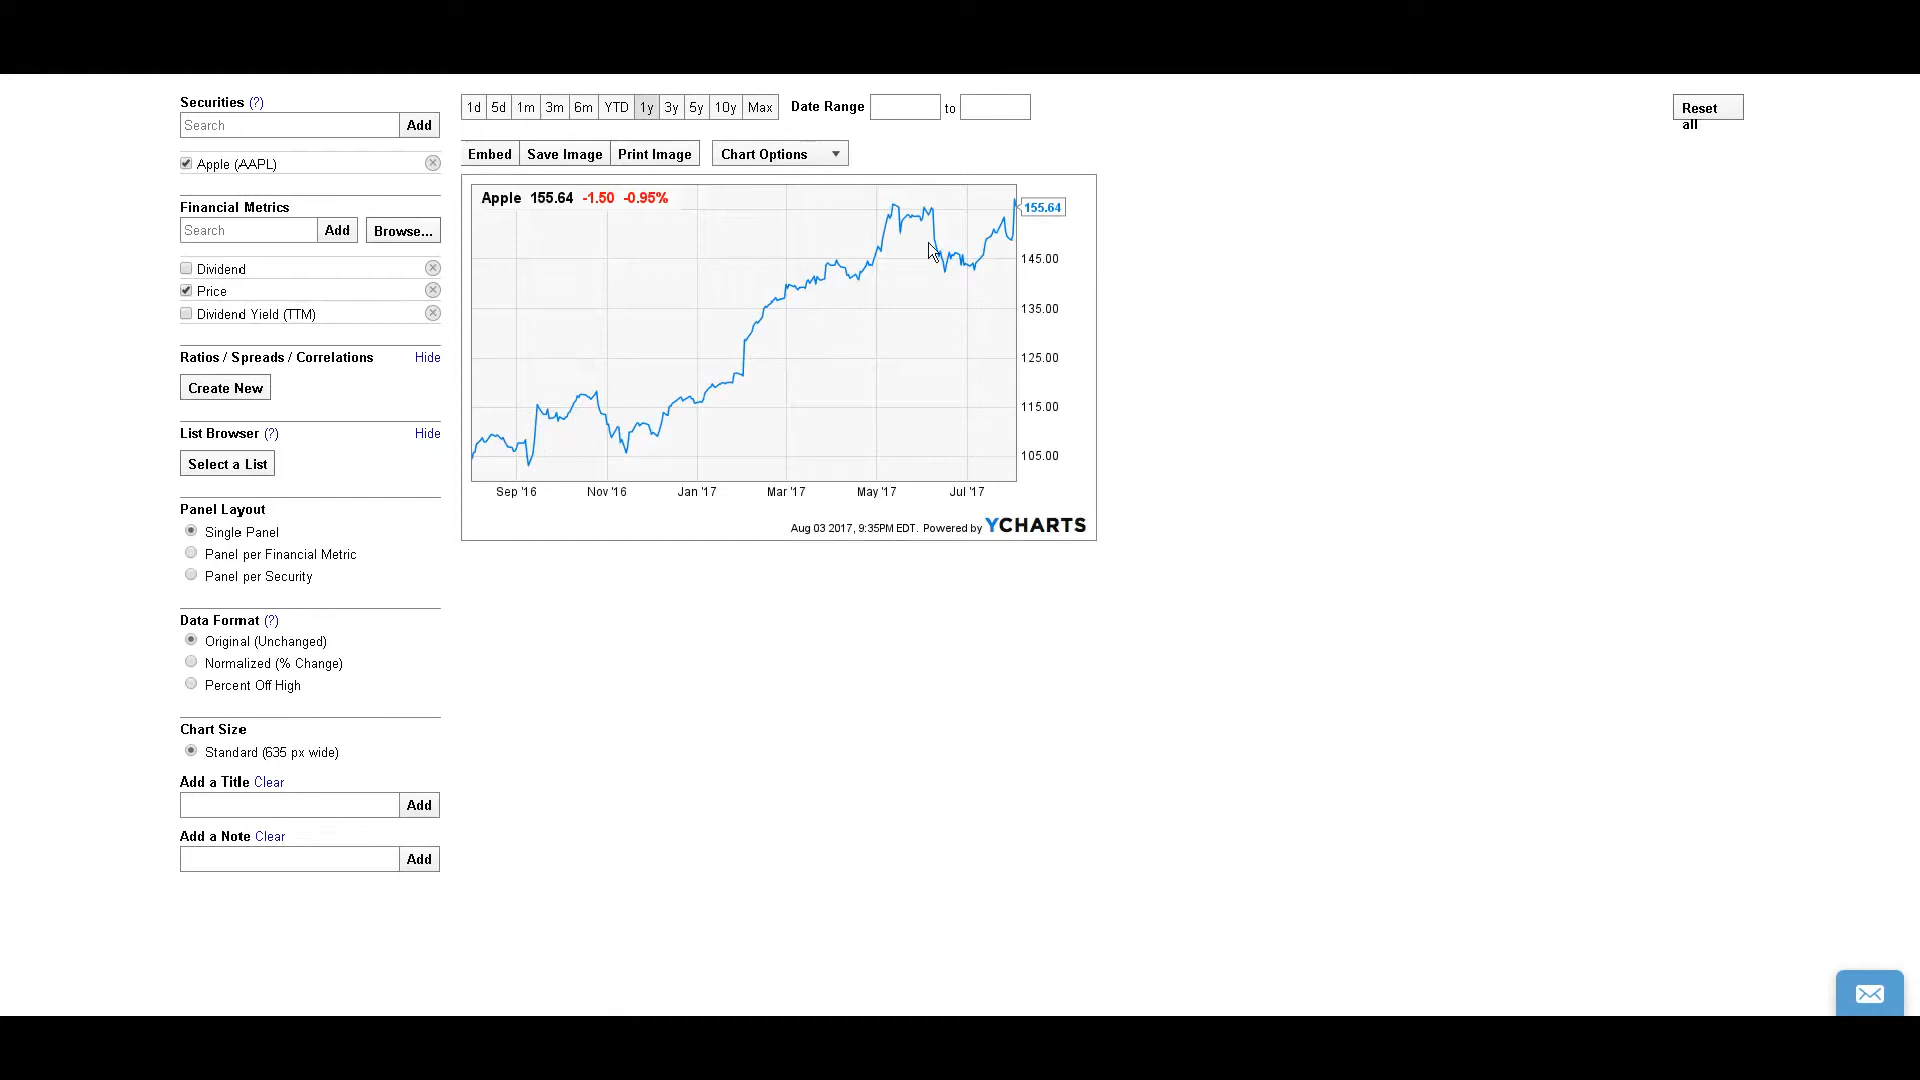 Securities (?)
Search Add
Apple (AAPL)
Financial Metrics
Search Add Browse...
Dividend
Price
Dividend Yield (TTM)
Ratios / Spreads / Correlations Hide
Create New
List Browser (?) Hide
Select a List
Panel Layout
Single Panel
Panel per Financial Metric
Panel per Security
Data Format (?)
Original (Unchanged)
Normalized (% Change)
Percent Off High
Chart Size
Standard (635 px wide)
Add a Title Clear
Add
Add a Note Clear
Add
1d 5d 1m 3m 6m YTD 1y 3y 5y 10y Max Date Range to
Reset all
Embed Save Image Print Image Chart Options
Apple 155.64 -1.50 -0.95%
155.64
145.00
135.00
125.00
115.00
105.00
Sep '16 Nov '16 Jan '17 Mar '17 May '17 Jul '17
Aug 03 2017, 9:35PM EDT. Powered by YCHARTS